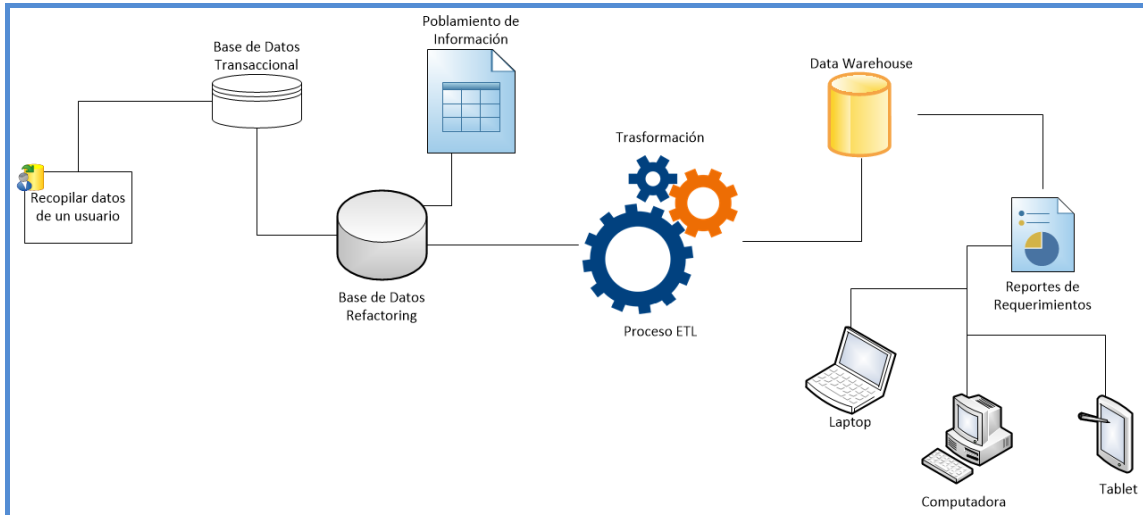 Poblamiento de
Información
Base de Datos
Transaccional
Data Warehouse
Trasformación
Recopilar datos
de un usuario
Base de Datos
Refactoring
Proceso ETL
Reportes de
Requerimientos
Laptop
Computadora
Tablet